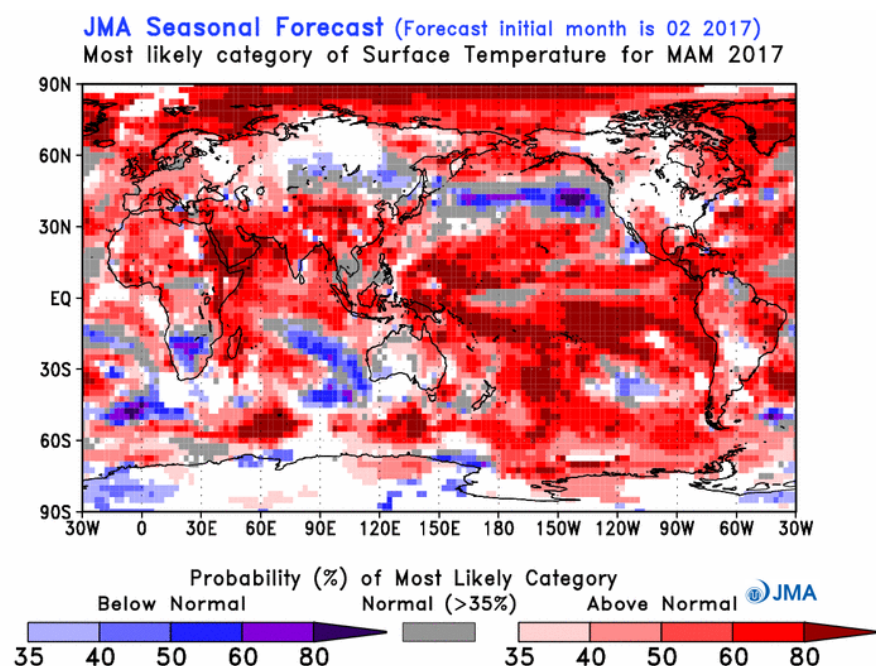 JMA Seasonal Forecast (Forecast initial month is 02 2017)
Most likely category of Surface Temperature for MAM 2017
90N
60N
30N
EQ
30S
60S
90S
30W 0 30E 60E 90E 120E 150E 180 150W 120W 90W 60W 30W
Probability (%) of Most Likely Category
Below Normal Normal (>35%) Above Normal JMA
35 40 50 60 80 35 40 50 60 80